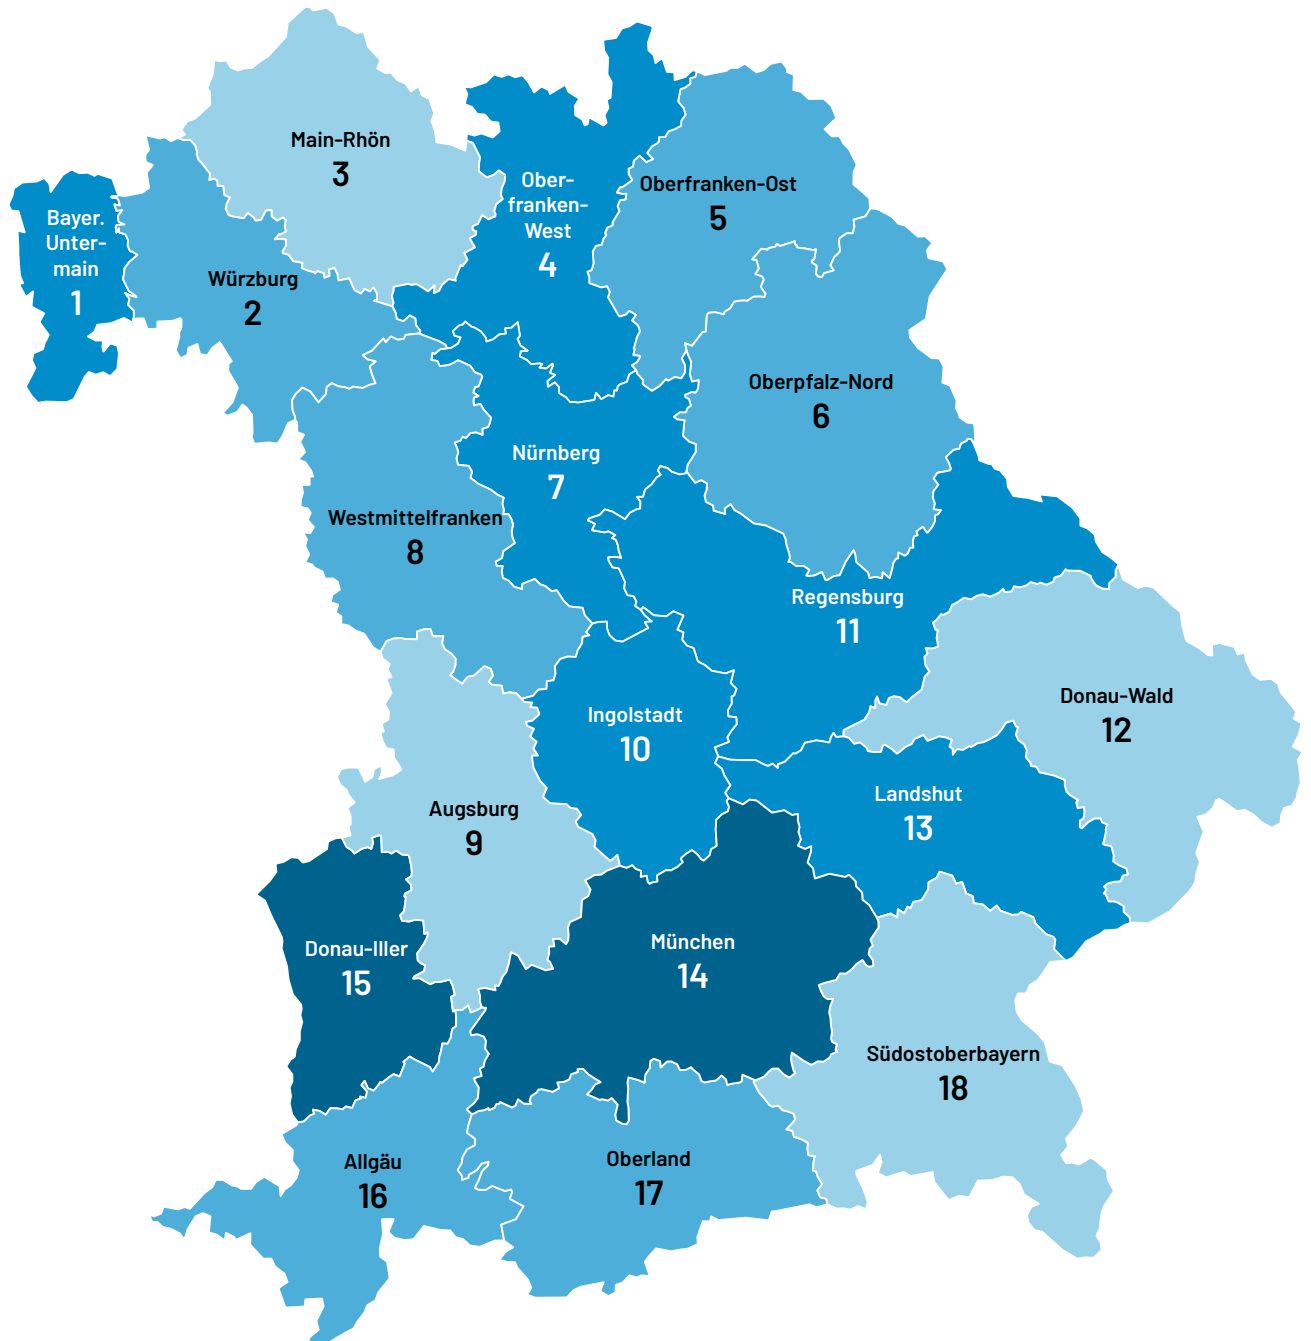 Main-Rhön
3
Ober-
franken-
West
4
Oberfranken-Ost
5
Bayer.
Unter-
main
1
Würzburg
2
Oberpfalz-Nord
6
Nürnberg
7
Westmittelfranken
8
Regensburg
11
Ingolstadt
10
Donau-Wald
12
Augsburg
9
Landshut
13
Donau-Iller
15
München
14
Südostoberbayern
18
Allgäu
16
Oberland
17